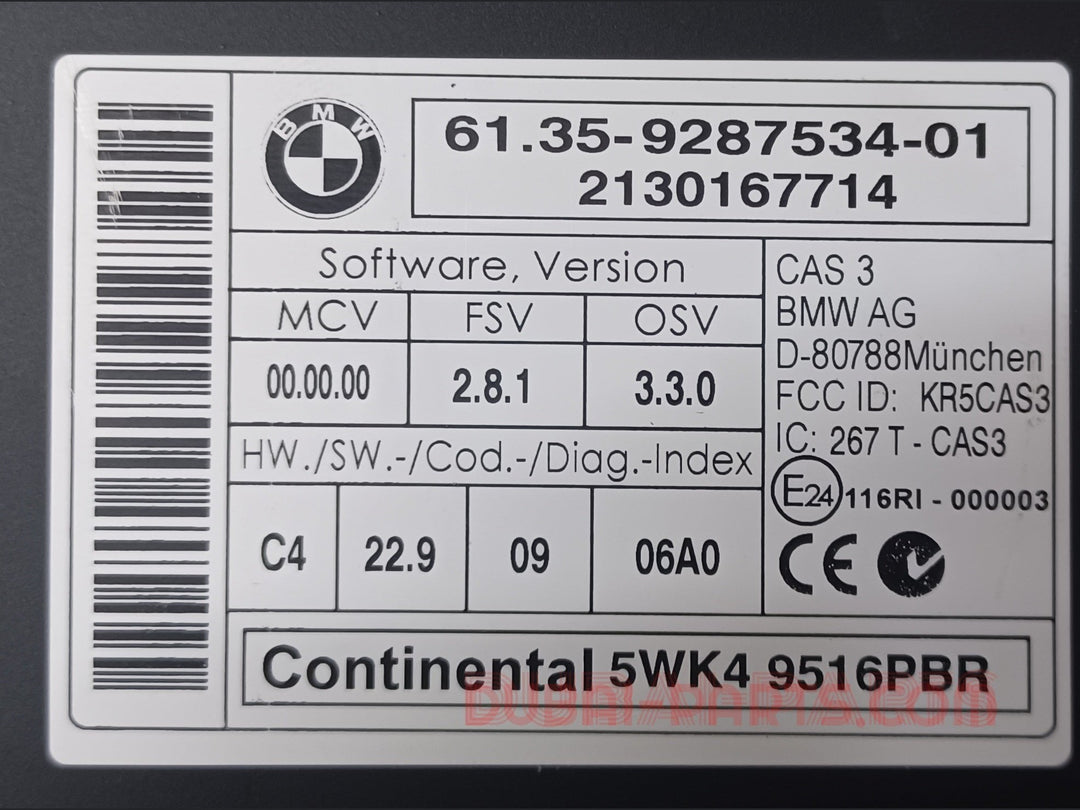 BMW
61.35-9287534-01
2130167714
Software, Version
MCV FSV OSV
00.00.00 2.8.1 3.3.0
HW./SW.-/Cod.-/Diag.-Index
C4 22.9 09 06A0
CAS 3
BMW AG
D-80788München
FCC ID: KR5CAS3
IC: 267 T - CAS3
E24 116RI - 000003
CE
Continental 5WK4 9516PBR
DUBAI-PARTS.COM